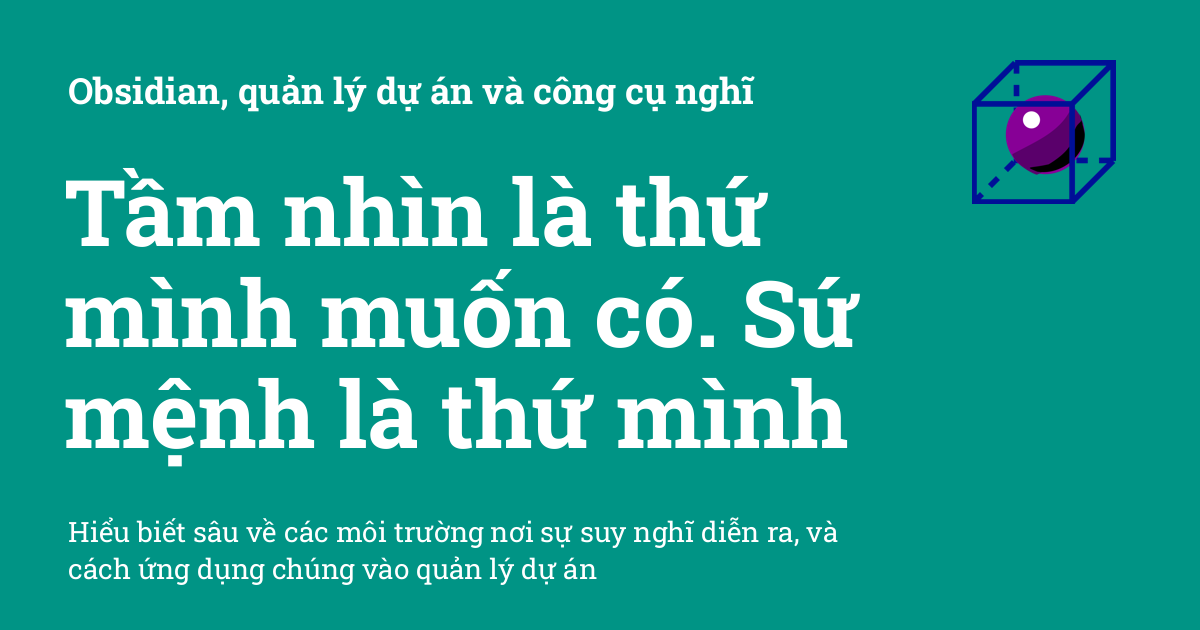 Obsidian, quản lý dự án và công cụ nghĩ
Tầm nhìn là thứ
mình muốn có. Sứ
mệnh là thứ mình
Hiểu biết sâu về các môi trường nơi sự suy nghĩ diễn ra, và
cách ứng dụng chúng vào quản lý dự án